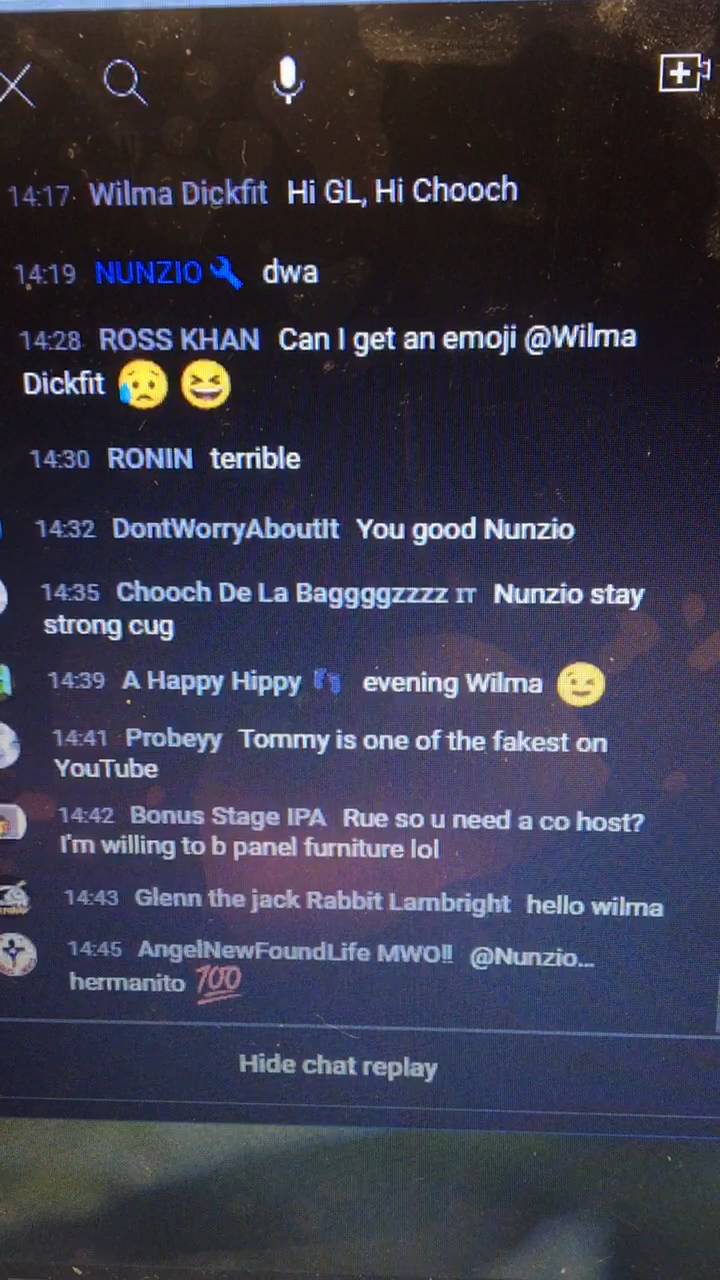 14:17 Wilma Dickfit Hi GL, Hi Chooch
14:19 NUNZIO🔧 dwa
14:28 ROSS KHAN Can I get an emoji @Wilma
Dickfit 😥 😆
14:30 RONIN terrible
14:32 DontWorryAboutIt You good Nunzio
14:35 Chooch De La Baggggzzzz IT Nunzio stay
strong cug
14:39 A Happy Hippy 👣 evening Wilma 😉
14:41 Probeyy Tommy is one of the fakest on
YouTube
14:42 Bonus Stage IPA Rue so u need a co host?
I'm willing to b panel furniture lol
14:43 Glenn the jack Rabbit Lambright hello wilma
14:45 AngelNewFoundLife MWO!! @Nunzio...
hermanito 💯
Hide chat replay